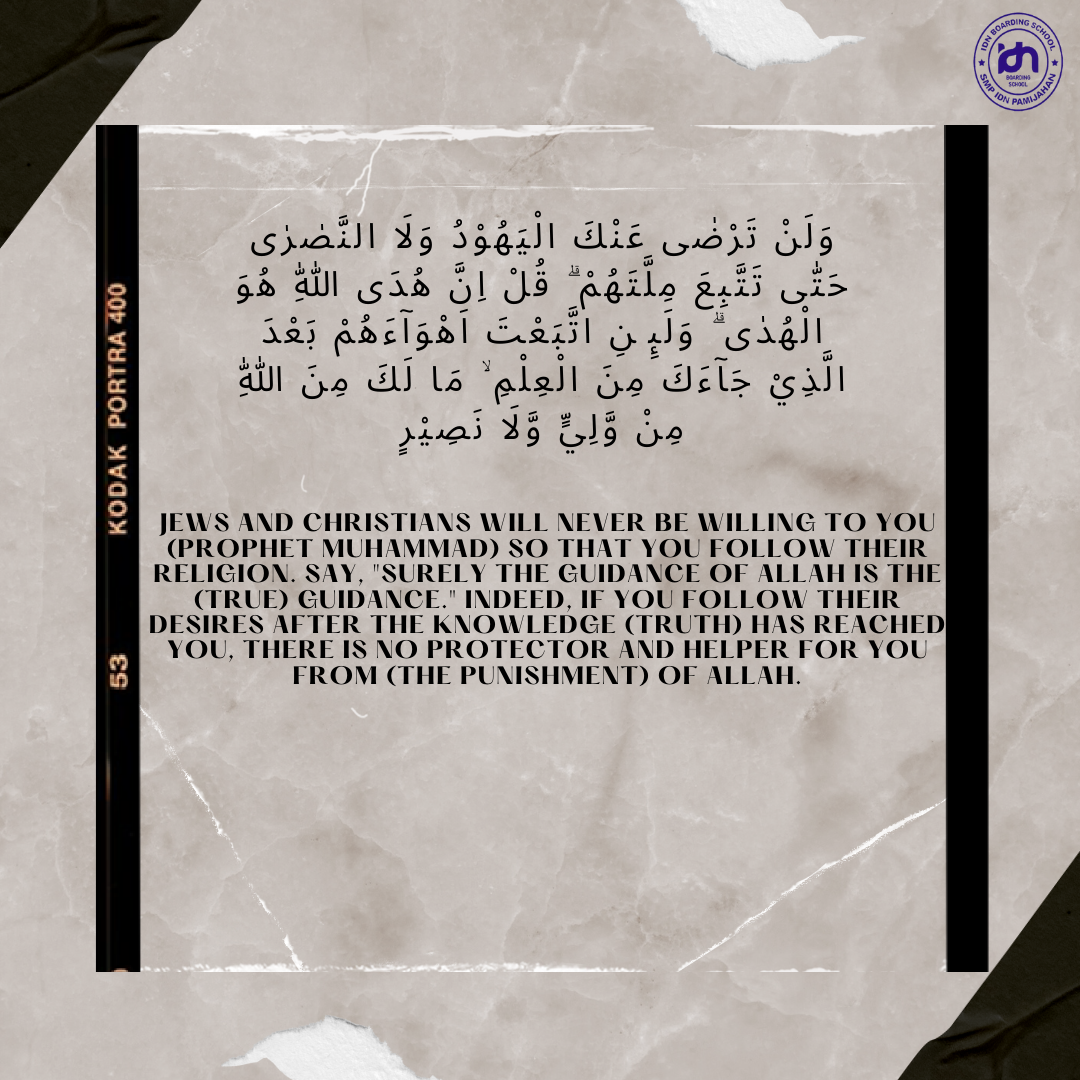 IDN BOARDING SCHOOL
idn
BOARDING
SCHOOL
SMP IDN PAMIJAHAN
وَلَنْ تَرْضٰى عَنْكَ الْيَهُوْدُ وَلَا النَّصٰرٰى
حَتّٰى تَتَّبِعَ مِلَّتَهُمْ ۗ قُلْ اِنَّ هُدَى اللّٰهِ هُوَ
الْهُدٰى ۗ وَلَىِٕنِ اتَّبَعْتَ اَهْوَاۤءَهُمْ بَعْدَ
الَّذِيْ جَاۤءَكَ مِنَ الْعِلْمِ ۙ مَا لَكَ مِنَ اللّٰهِ
مِنْ وَّلِيٍّ وَّلَا نَصِيْرٍ
JEWS AND CHRISTIANS WILL NEVER BE WILLING TO YOU
(PROPHET MUHAMMAD) SO THAT YOU FOLLOW THEIR
RELIGION. SAY, "SURELY THE GUIDANCE OF ALLAH IS THE
(TRUE) GUIDANCE." INDEED, IF YOU FOLLOW THEIR
DESIRES AFTER THE KNOWLEDGE (TRUTH) HAS REACHED
YOU, THERE IS NO PROTECTOR AND HELPER FOR YOU
FROM (THE PUNISHMENT) OF ALLAH.
KODAK PORTRA 400
53